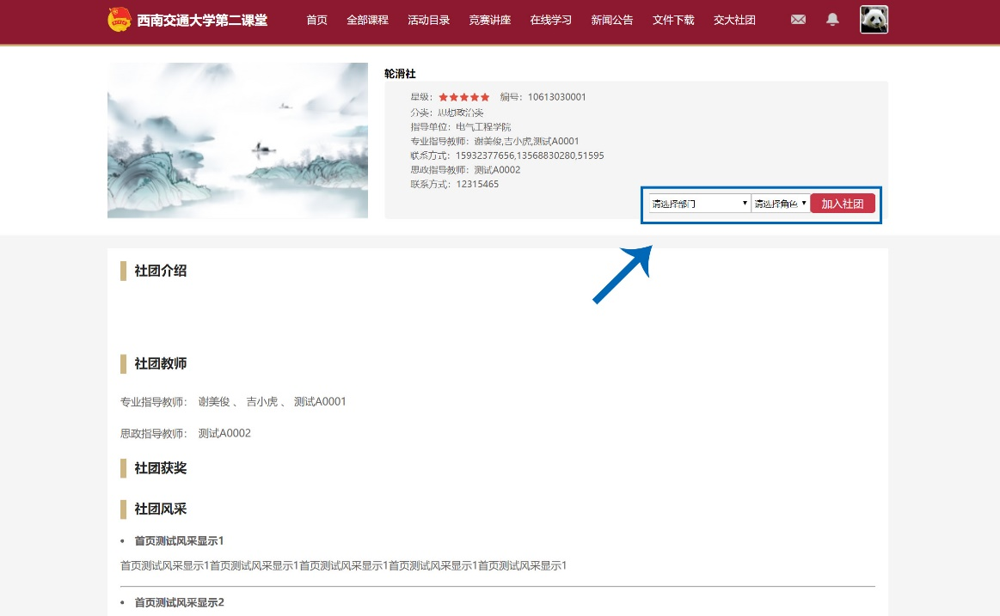 西南交通大学第二课堂 首页 全部课程 活动目录 竞赛讲座 在线学习 新闻公告 文件下载 交大社团
轮滑社
星级: 编号: 10613030001
分类: 思想政治类
指导单位: 电气工程学院
专业指导教师: 谢美俊,吉小虎,测试A0001
联系方式: 15932377656,13568830280,51595
思政指导教师: 测试A0002
联系方式: 12315465
请选择部门 请选择角色 加入社团
社团介绍
社团教师
专业指导教师: 谢美俊 、 吉小虎 、 测试A0001
思政指导教师: 测试A0002
社团获奖
社团风采
• 首页测试风采显示1
首页测试风采显示1首页测试风采显示1首页测试风采显示1首页测试风采显示1首页测试风采显示1
• 首页测试风采显示2